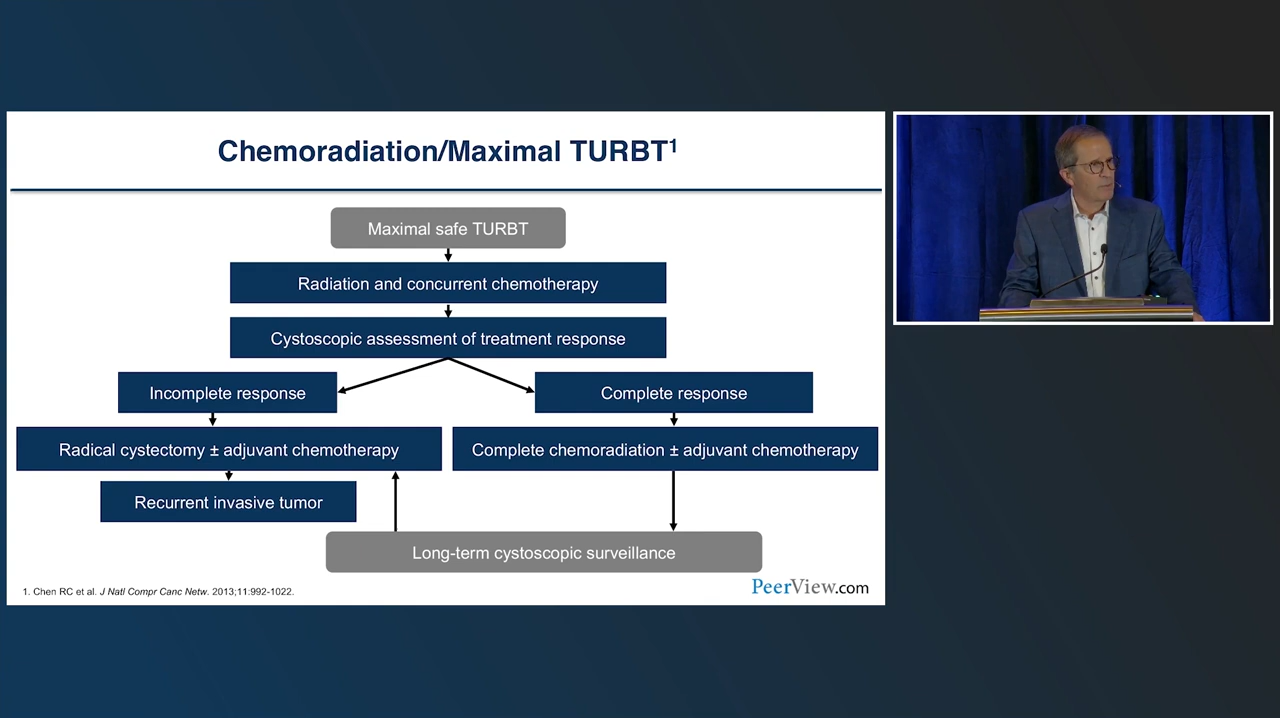 Chemoradiation/Maximal TURBT¹
Maximal safe TURBT
Radiation and concurrent chemotherapy
Cystoscopic assessment of treatment response
Incomplete response
Complete response
Radical cystectomy ± adjuvant chemotherapy
Complete chemoradiation ± adjuvant chemotherapy
Recurrent invasive tumor
Long-term cystoscopic surveillance
1. Chen RC et al. J Natl Compr Canc Netw. 2013;11:992-1022.
PeerView.com